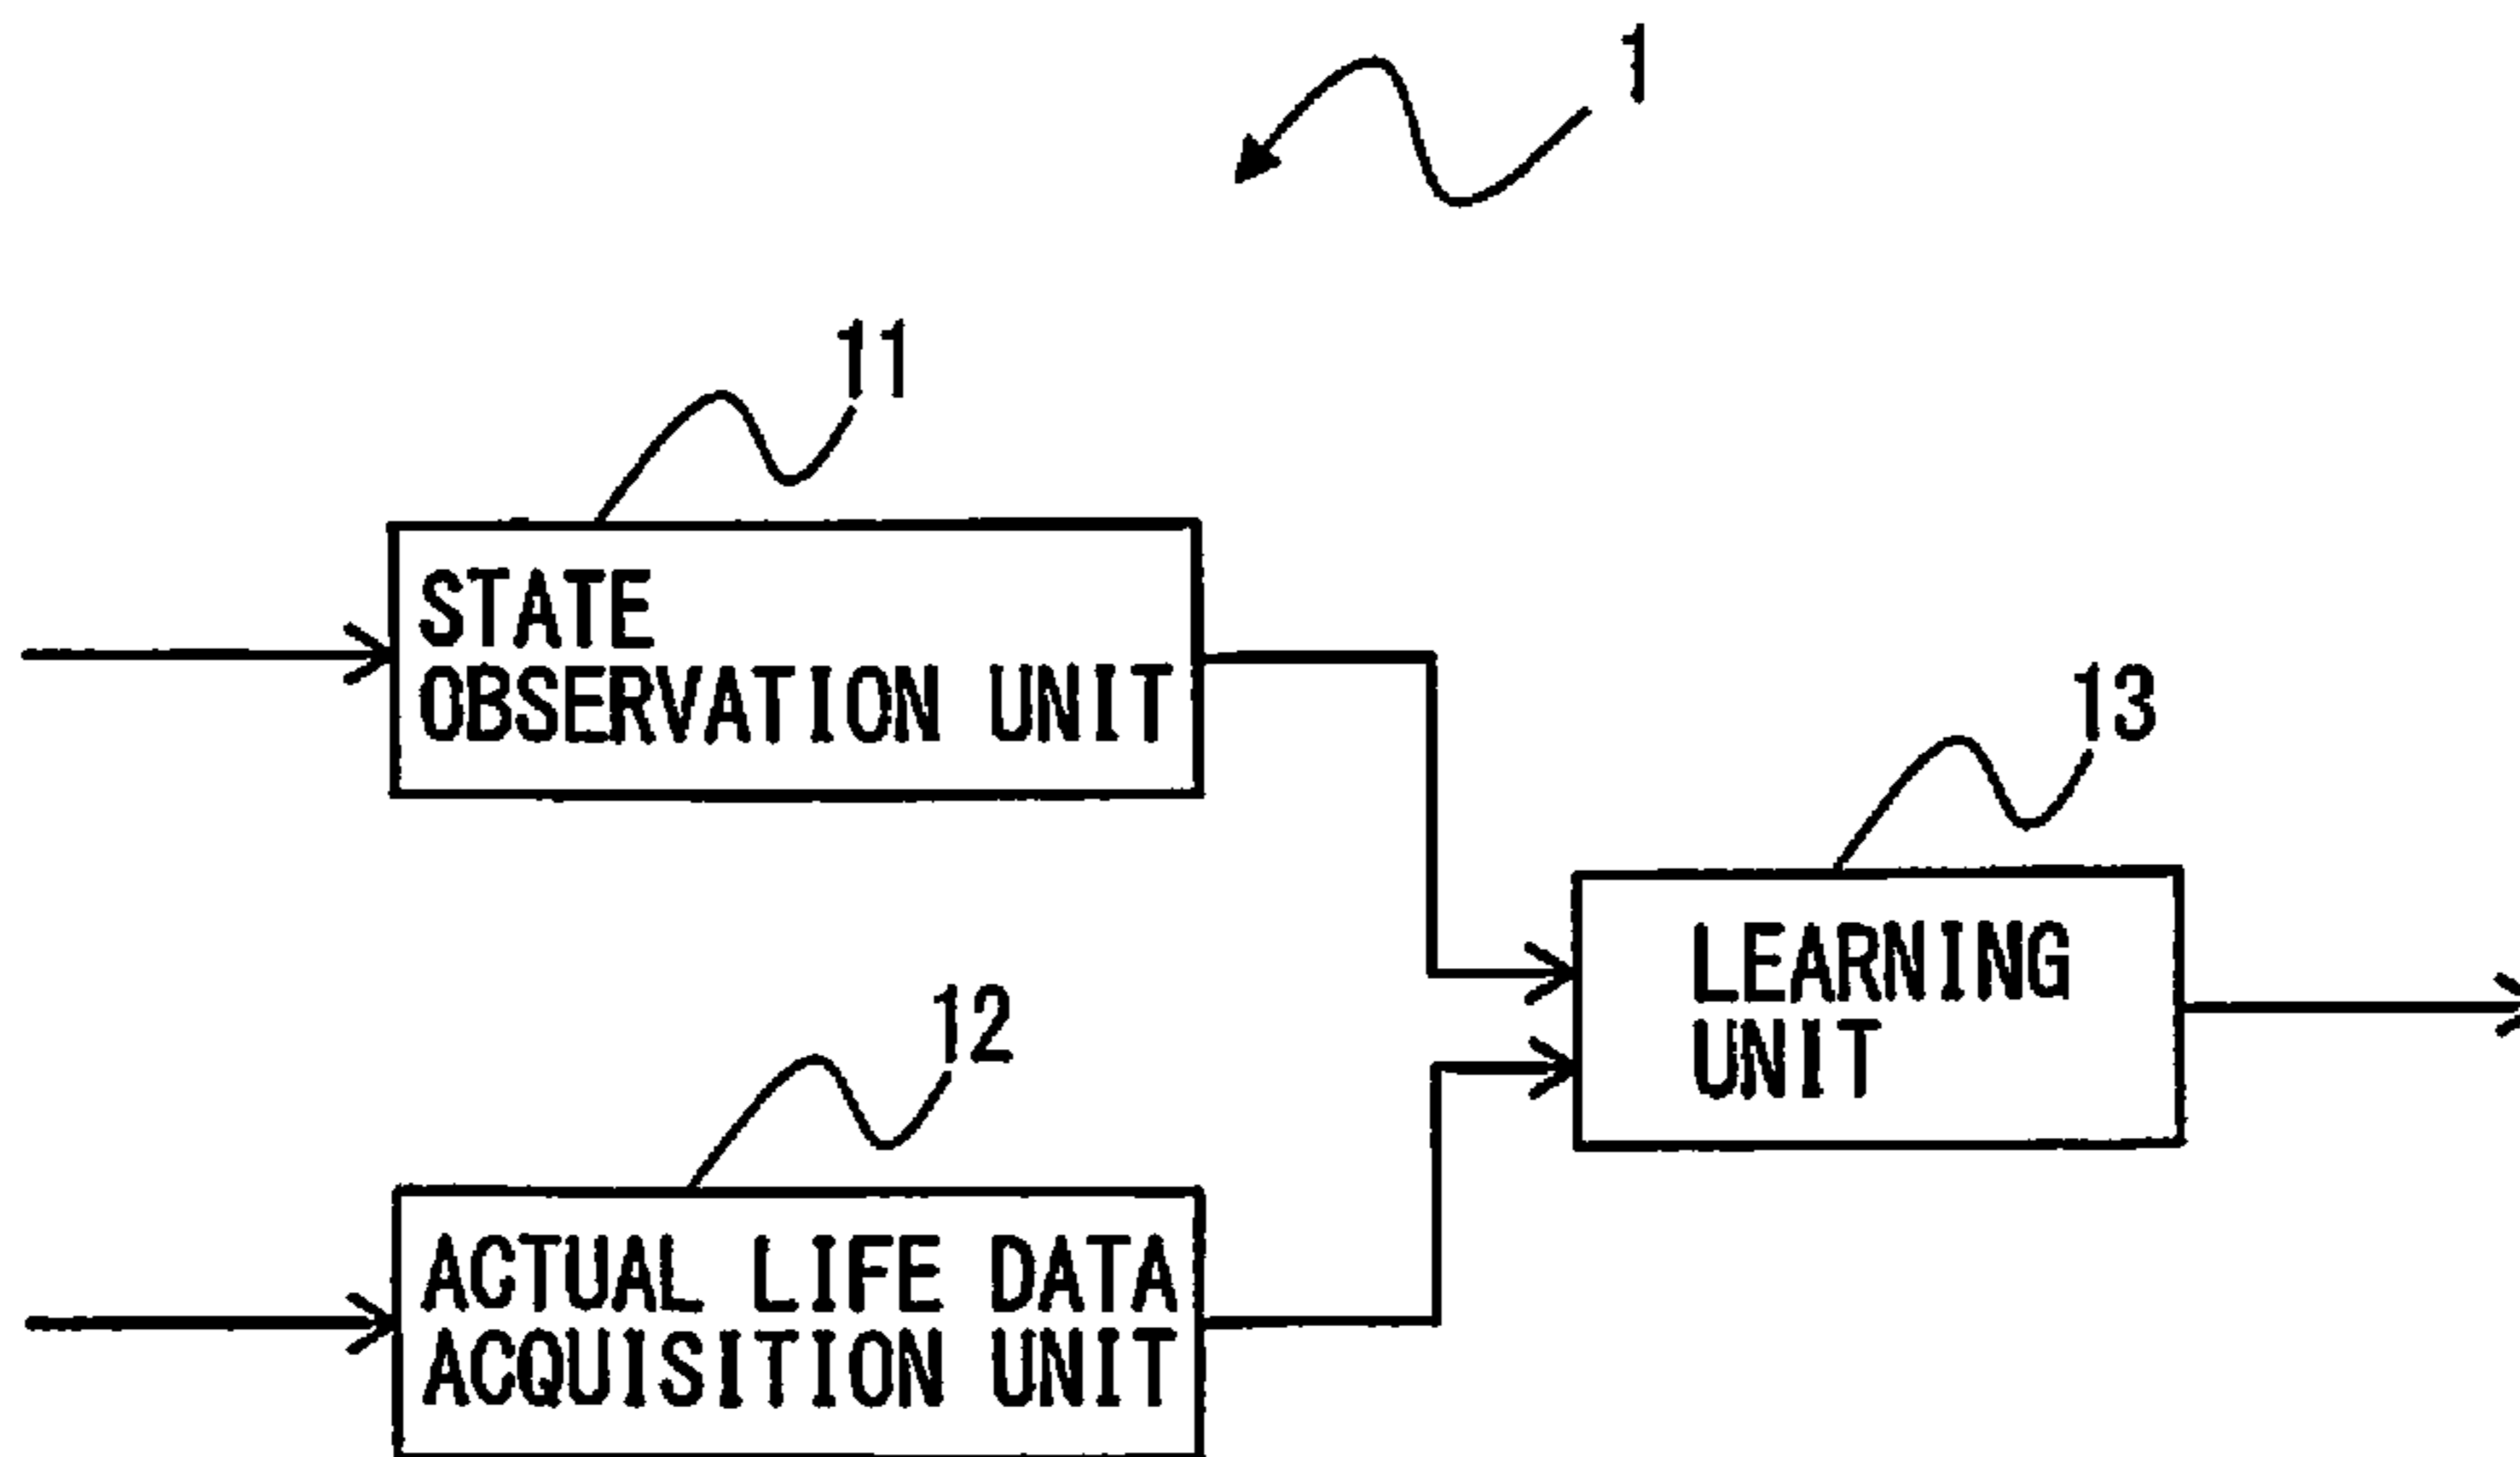 1
11
STATE
OBSERVATION UNIT
13
LEARNING
UNIT
12
ACTUAL LIFE DATA
ACQUISITION UNIT